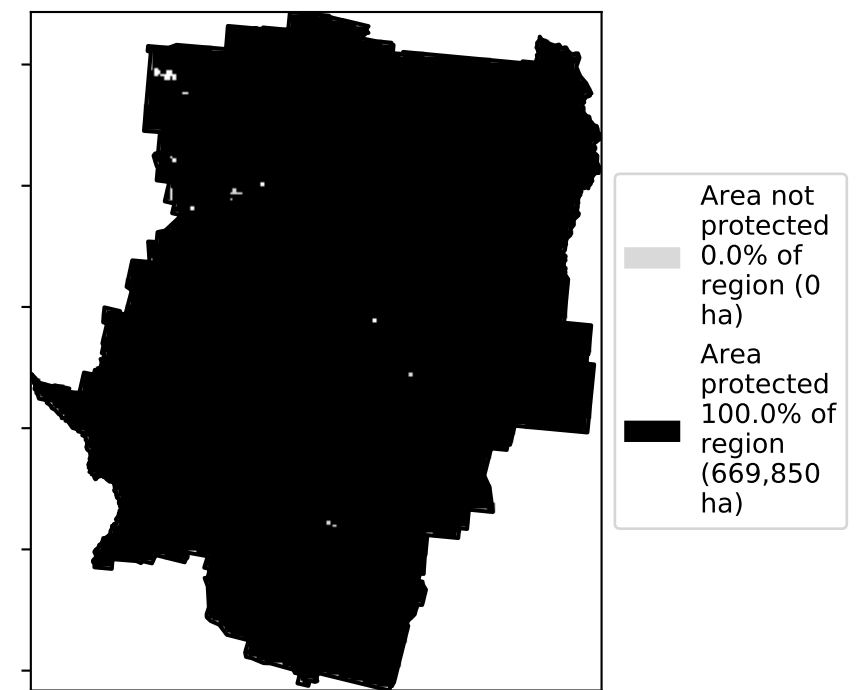 Area not
protected
0.0% of
region (0
ha)
Area
protected
100.0% of
region
(669,850
ha)